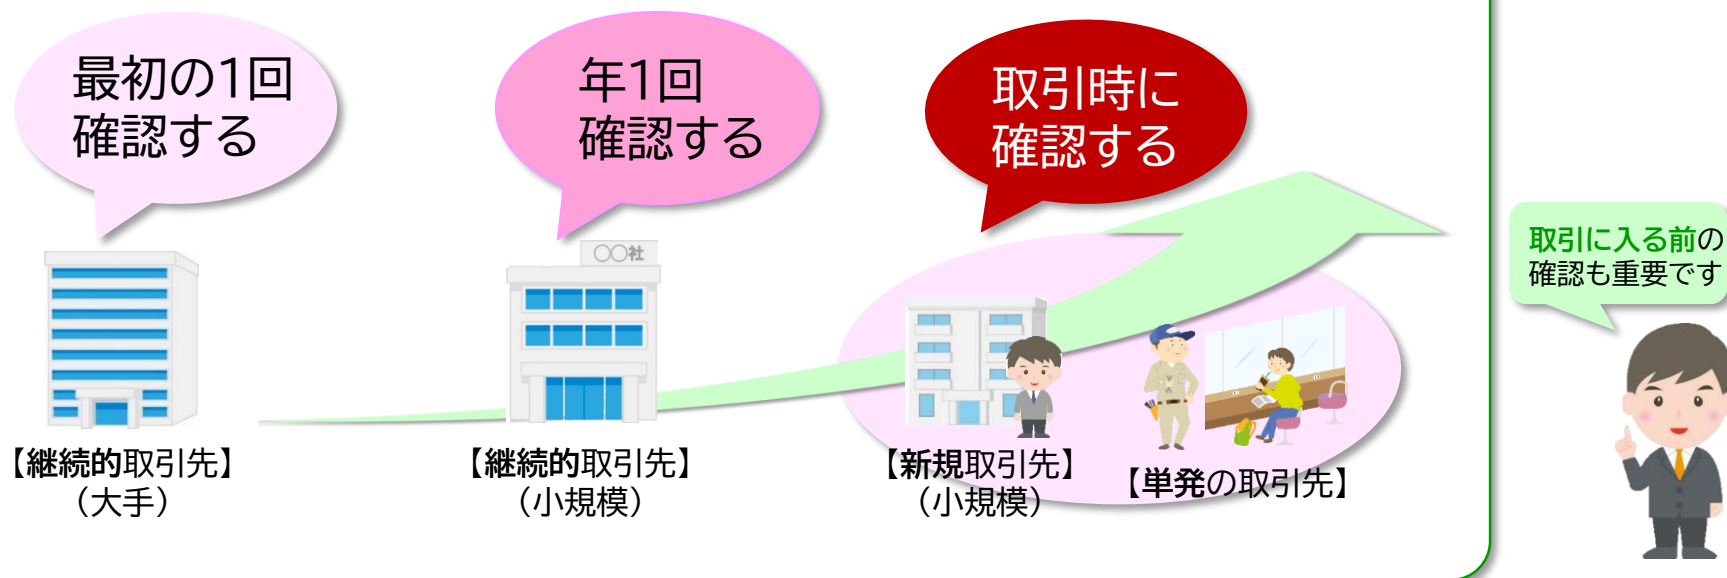 最初の1回
確認する
年1回
確認する
取引時に
確認する
取引に入る前の
確認も重要です
〇〇社
【継続的取引先】
（大手）
【継続的取引先】
（小規模）
【新規取引先】
（小規模）
【単発の取引先】